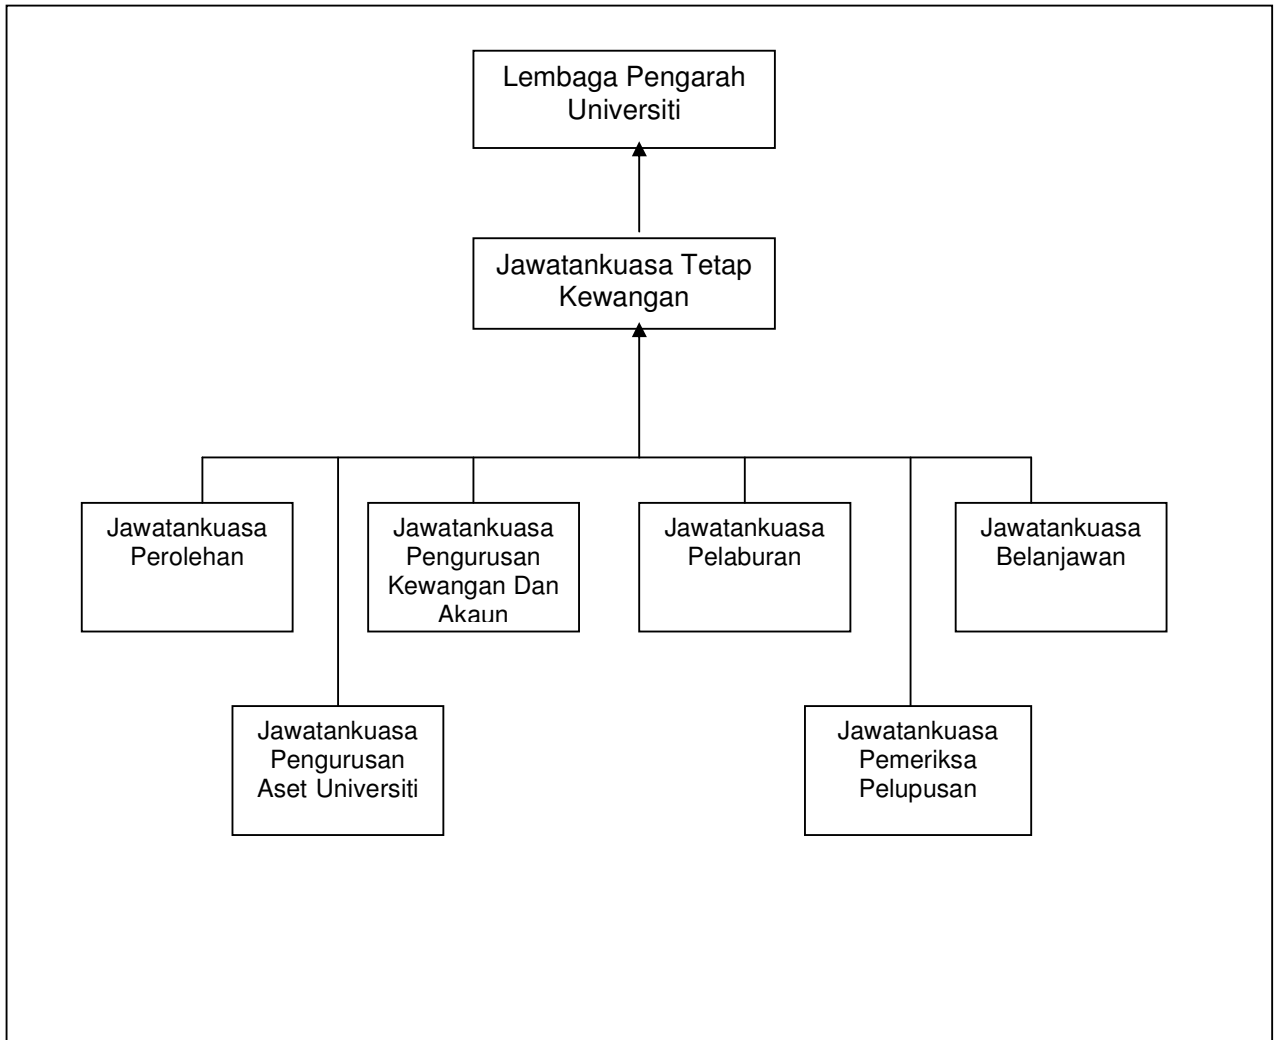 Lembaga Pengarah
Universiti
Jawatankuasa Tetap
Kewangan
Jawatankuasa
Perolehan
Jawatankuasa
Pengurusan
Kewangan Dan
Akaun
Jawatankuasa
Pelaburan
Jawatankuasa
Belanjawan
Jawatankuasa
Pengurusan
Aset Universiti
Jawatankuasa
Pemeriksa
Pelupusan